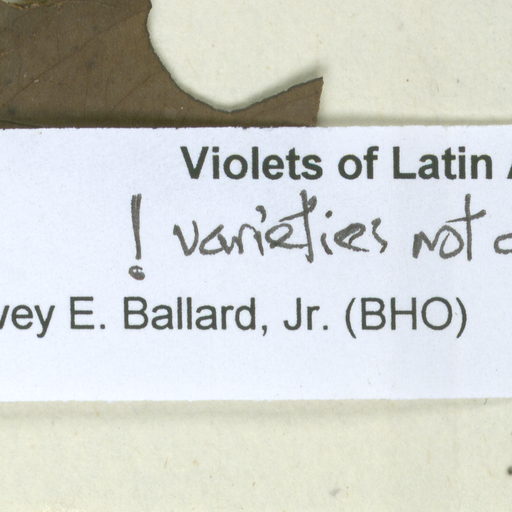 Violets of Latin
! varieties not
vey E. Ballard, Jr. (BHO)